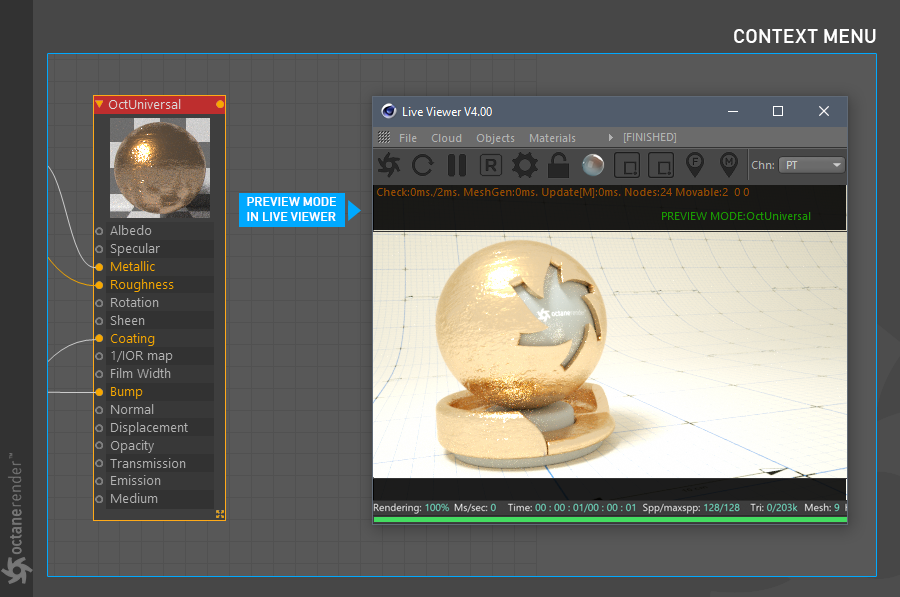 CONTEXT MENU
OctUniversal
Albedo
Specular
Metallic
Roughness
Rotation
Sheen
Coating
1/IOR map
Film Width
Bump
Normal
Displacement
Opacity
Transmission
Emission
Medium
PREVIEW MODE
IN LIVE VIEWER
Live Viewer V4.00
File Cloud Objects Materials [FINISHED]
R F M Chn: PT
Check:0ms./2ms. MeshGen:0ms. Update[M]:0ms. Nodes:24 Movable:2 0 0
PREVIEW MODE:OctUniversal
octanerender
Rendering: 100% Ms/sec: 0 Time: 00 : 00 : 01/00 : 00 : 01 Spp/maxspp: 128/128 Tri: 0/203k Mesh: 9
octanerender™